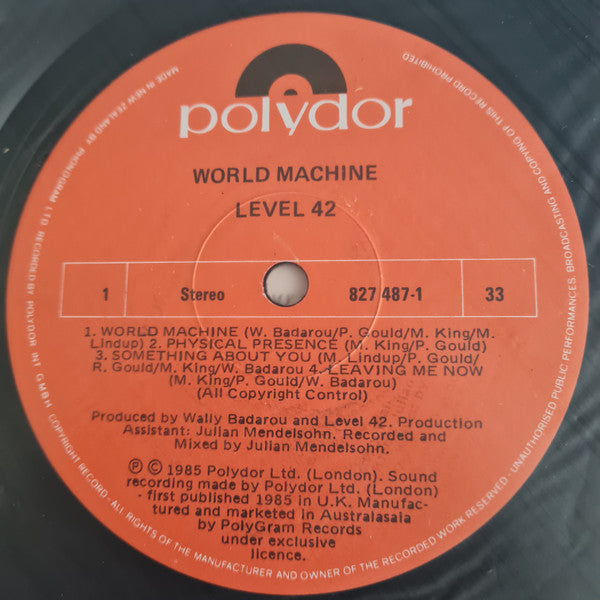 polydor
WORLD MACHINE
LEVEL 42
1 Stereo 827 487-1 33
1. WORLD MACHINE (W. Badarou/P. Gould/M. King/M.
Lindup) 2. PHYSICAL PRESENCE (M. King/P. Gould)
3. SOMETHING ABOUT YOU (M. Lindup/P. Gould/
R. Gould/M. King/W. Badarou 4. LEAVING ME NOW
(M. King/P. Gould/W. Badarou)
(All Copyright Control)
Produced by Wally Badarou and Level 42. Production
Assistant: Julian Mendelsohn. Recorded and
Mixed by Julian Mendelsohn.
Ⓟ © 1985 Polydor Ltd. (London). Sound
recording made by Polydor Ltd. (London)
- first published 1985 in U.K. Manufac-
tured and marketed in Australasaia
by PolyGram Records
under exclusive
licence.
MADE IN NEW ZEALAND BY PHONOGRAM LTD. RECORDED BY POLYDOR INT. GMBH COPYRIGHT RECORD - ALL RIGHTS OF THE MANUFACTURER AND OWNER OF THE RECORDED WORK RESERVED - UNAUTHORISED PUBLIC PERFORMANCES. BROADCASTING AND COPYING OF THIS RECORD PROHIBITED